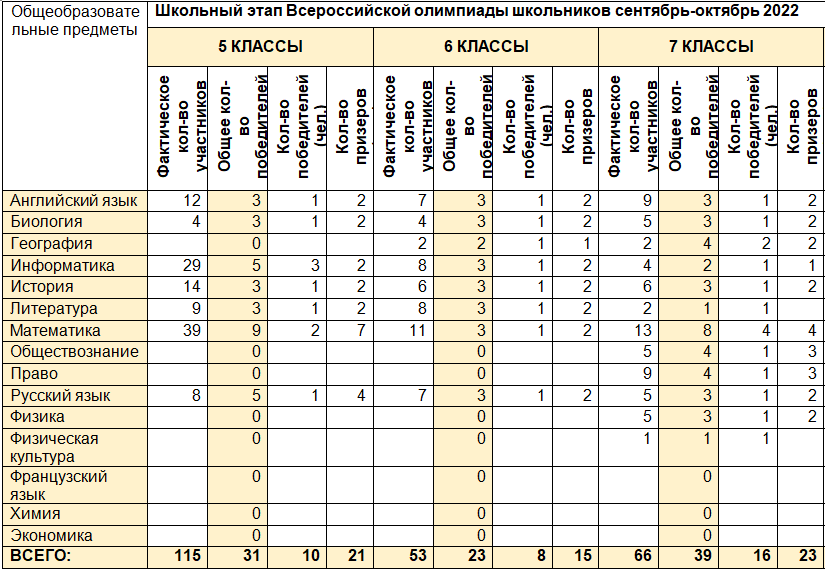 Общеобразовате
льные предметы
Школьный этап Всероссийской олимпиады школьников сентябрь-октябрь 2022
5 КЛАССЫ 6 КЛАССЫ 7 КЛАССЫ
Фактическое
кол-во
участников
Общее кол-
во
победителей
Кол-во
победителей
(чел.)
Кол-во
призеров
Фактическое
кол-во
участников
Общее кол-
во
победителей
Кол-во
победителей
(чел.)
Кол-во
призеров
Фактическое
кол-во
участников
Общее кол-
во
победителей
Кол-во
победителей
(чел.)
Кол-во
призеров
Английский язык 12 3 1 2 7 3 1 2 9 3 1 2
Биология 4 3 1 2 4 3 1 2 5 3 1 2
География 0 2 2 1 1 2 4 2 2
Информатика 29 5 3 2 8 3 1 2 4 2 1 1
История 14 3 1 2 6 3 1 2 6 3 1 2
Литература 9 3 1 2 8 3 1 2 2 1 1
Математика 39 9 2 7 11 3 1 2 13 8 4 4
Обществознание 0 0 5 4 1 3
Право 0 0 9 4 1 3
Русский язык 8 5 1 4 7 3 1 2 5 3 1 2
Физика 0 0 5 3 1 2
Физическая
культура 0 0 1 1 1
Французский
язык 0 0 0
Химия 0 0 0
Экономика 0 0 0
ВСЕГО: 115 31 10 21 53 23 8 15 66 39 16 23